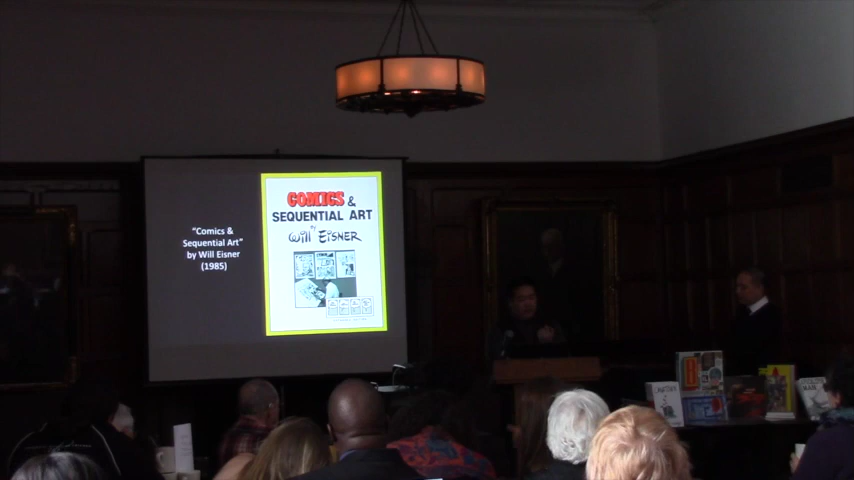 “Comics &
Sequential Art”
by Will Eisner
(1985)
COMICS &
SEQUENTIAL ART
by
Will EISNER